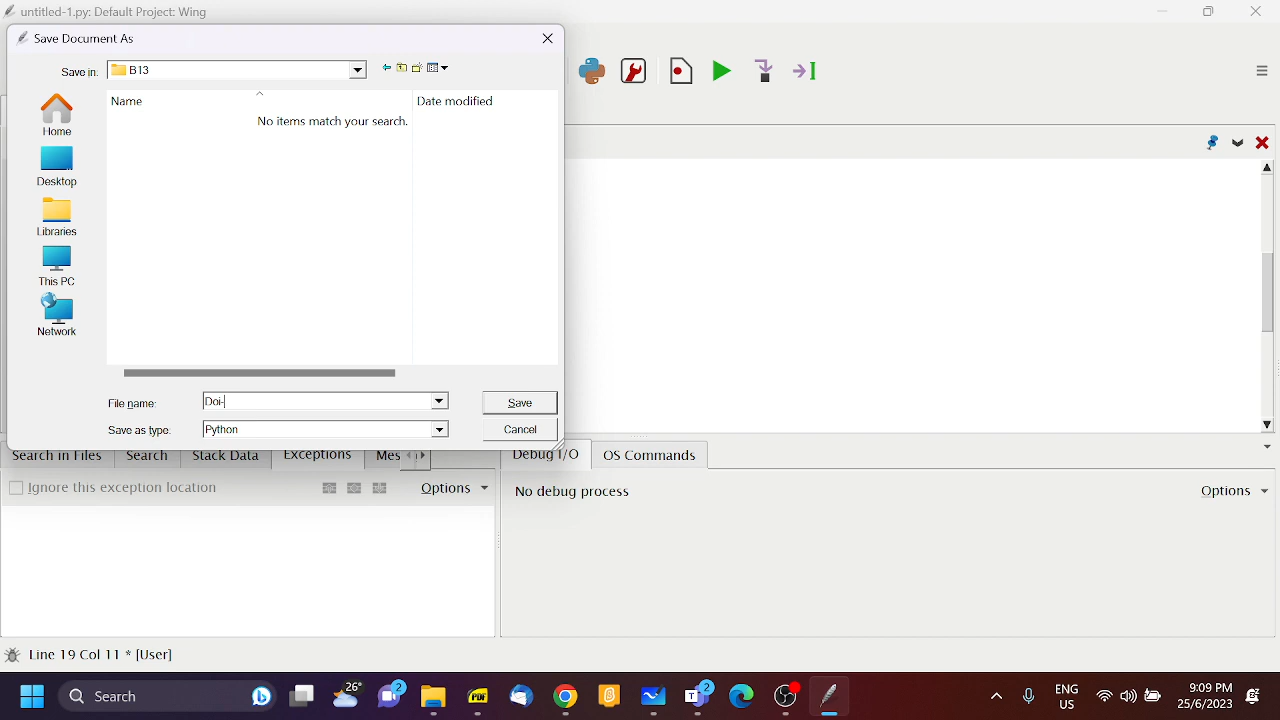 untitled-1.py: Default Project: Wing
Save Document As
Save in: B13
Name Date modified
No items match your search.
Home
Desktop
Libraries
This PC
Network
File name: Doi-
Save
Save as type: Python
Cancel
Search in Files Search Stack Data Exceptions Mes
Debug I/O OS Commands
Ignore this exception location Options
No debug process Options
Line 19 Col 11 * [User]
Search
26°
2
PDF
2
ENG
US
9:09 PM
25/6/2023